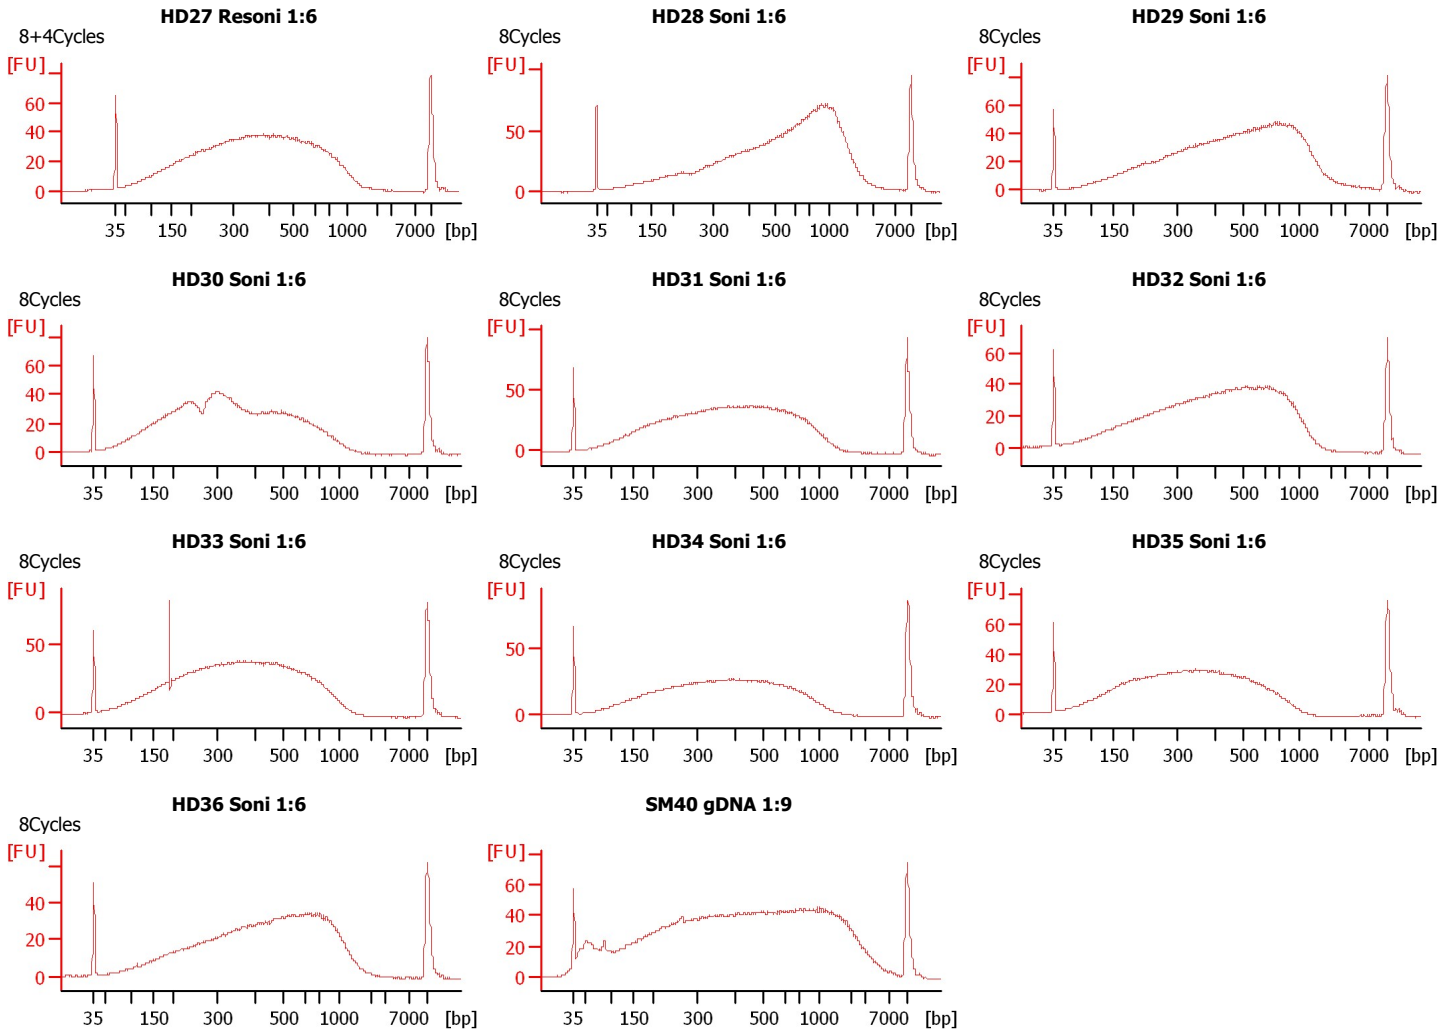 HD27 Resoni 1:6
8+4Cycles
[FU]
60
40
20
0
35 150 300 500 1000 7000 [bp]
HD28 Soni 1:6
8Cycles
[FU]
50
0
35 150 300 500 1000 7000 [bp]
HD29 Soni 1:6
8Cycles
[FU]
60
40
20
0
35 150 300 500 1000 7000 [bp]
HD30 Soni 1:6
8Cycles
[FU]
60
40
20
0
35 150 300 500 1000 7000 [bp]
HD31 Soni 1:6
8Cycles
[FU]
50
0
35 150 300 500 1000 7000 [bp]
HD32 Soni 1:6
8Cycles
[FU]
60
40
20
0
35 150 300 500 1000 7000 [bp]
HD33 Soni 1:6
8Cycles
[FU]
50
0
35 150 300 500 1000 7000 [bp]
HD34 Soni 1:6
8Cycles
[FU]
50
0
35 150 300 500 1000 7000 [bp]
HD35 Soni 1:6
8Cycles
[FU]
60
40
20
0
35 150 300 500 1000 7000 [bp]
HD36 Soni 1:6
8Cycles
[FU]
40
20
0
35 150 300 500 1000 7000 [bp]
SM40 gDNA 1:9
[FU]
60
40
20
0
35 150 300 500 1000 7000 [bp]